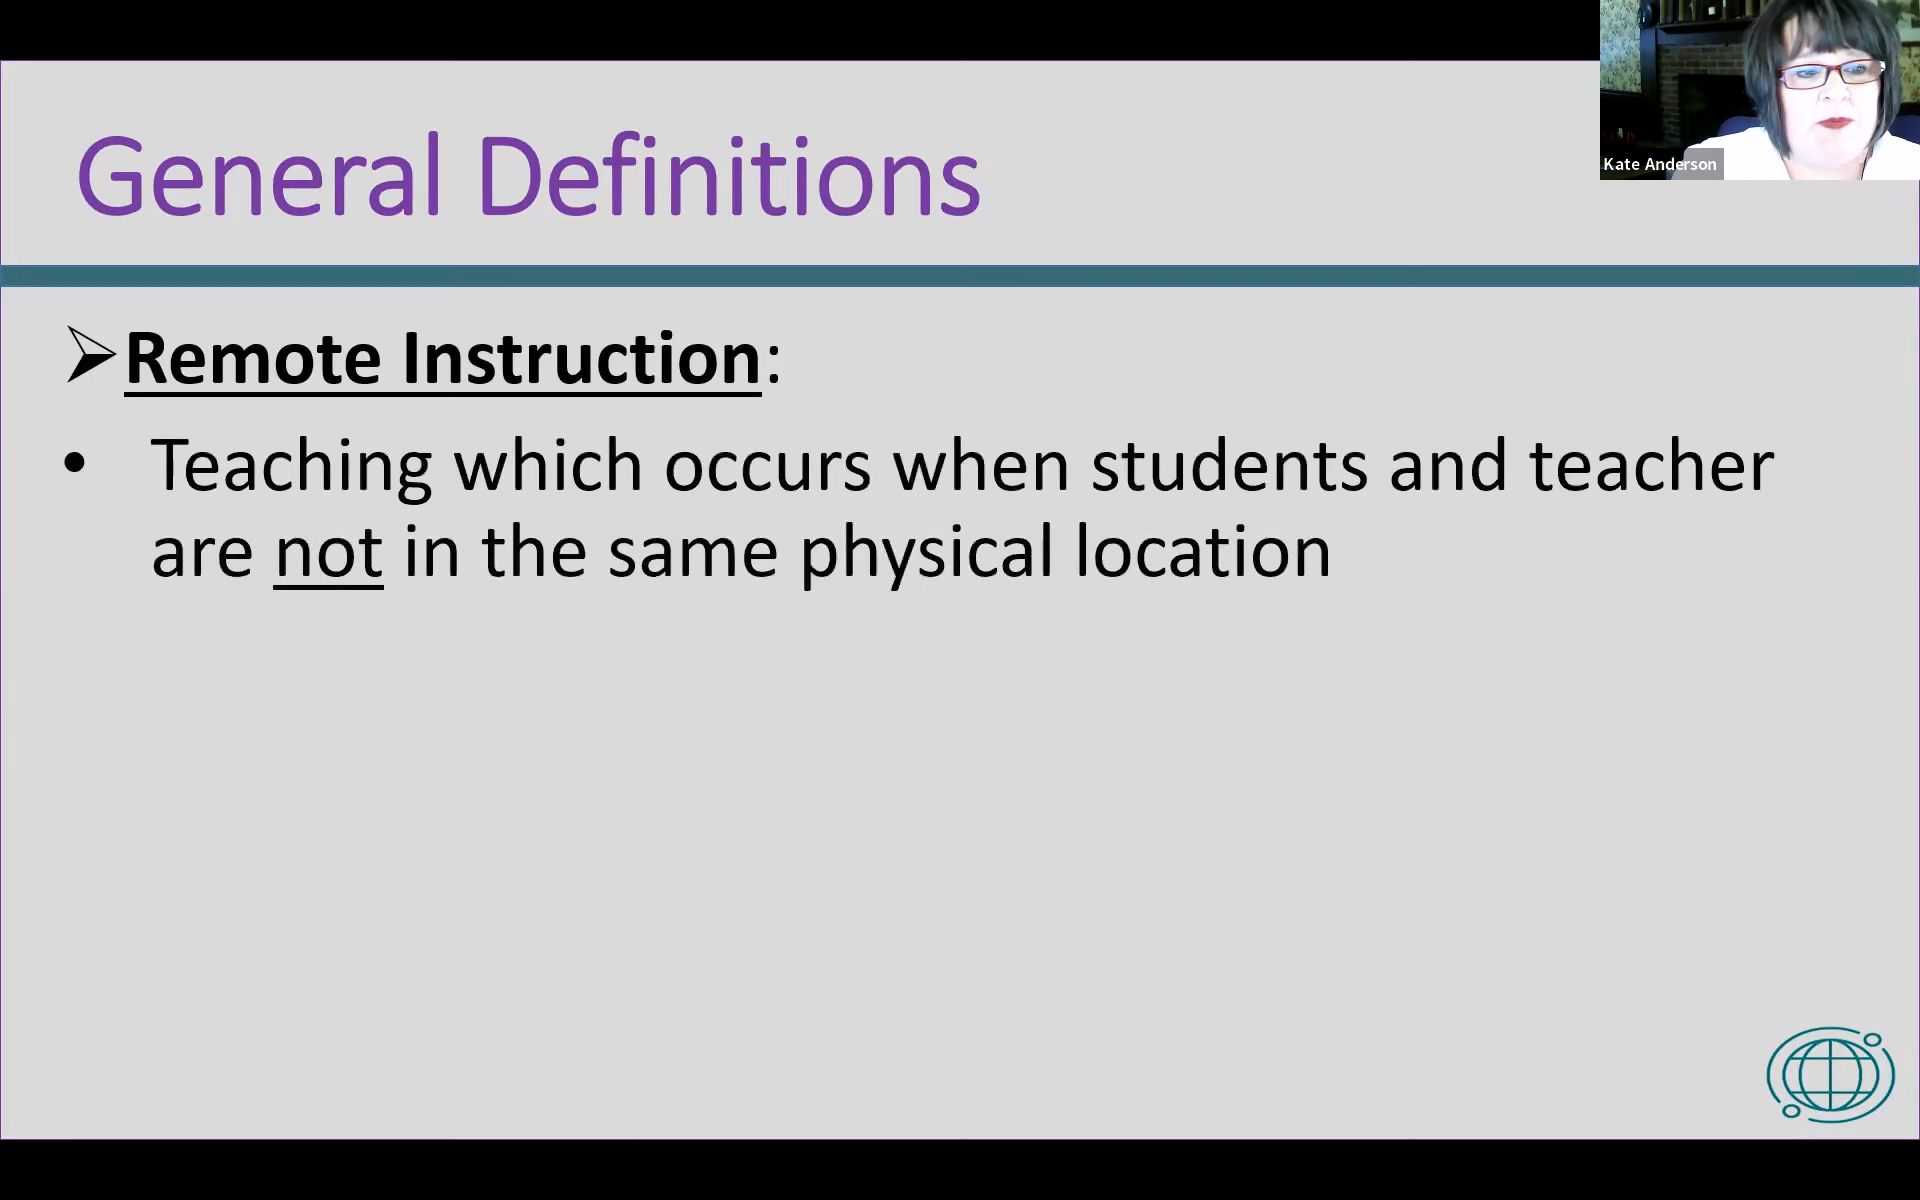 General Definitions
Kate Anderson
➢Remote Instruction:
• Teaching which occurs when students and teacher
are not in the same physical location